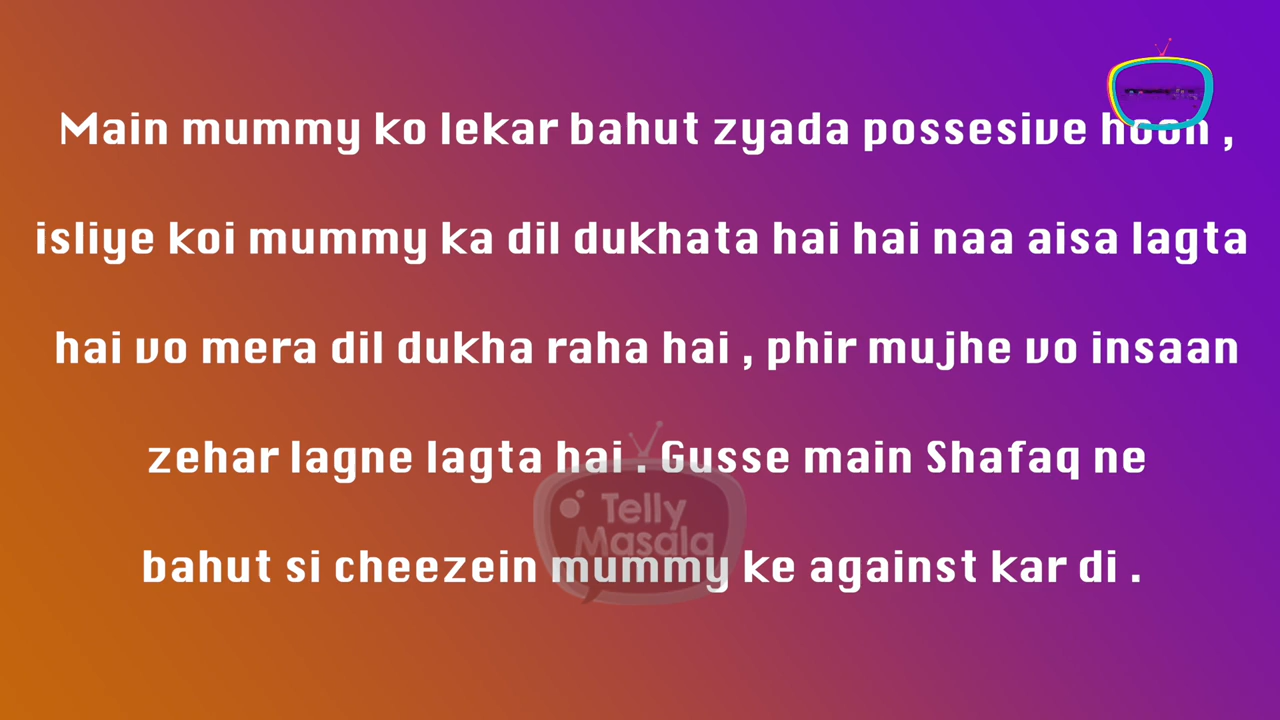 Main mummy ko lekar bahut zyada possesive hoon ,
isliye koi mummy ka dil dukhata hai hai naa aisa lagta
hai vo mera dil dukha raha hai , phir mujhe vo insaan
zehar lagne lagta hai . Gusse main Shafaq ne
Telly
Masala
bahut si cheezein mummy ke against kar di .